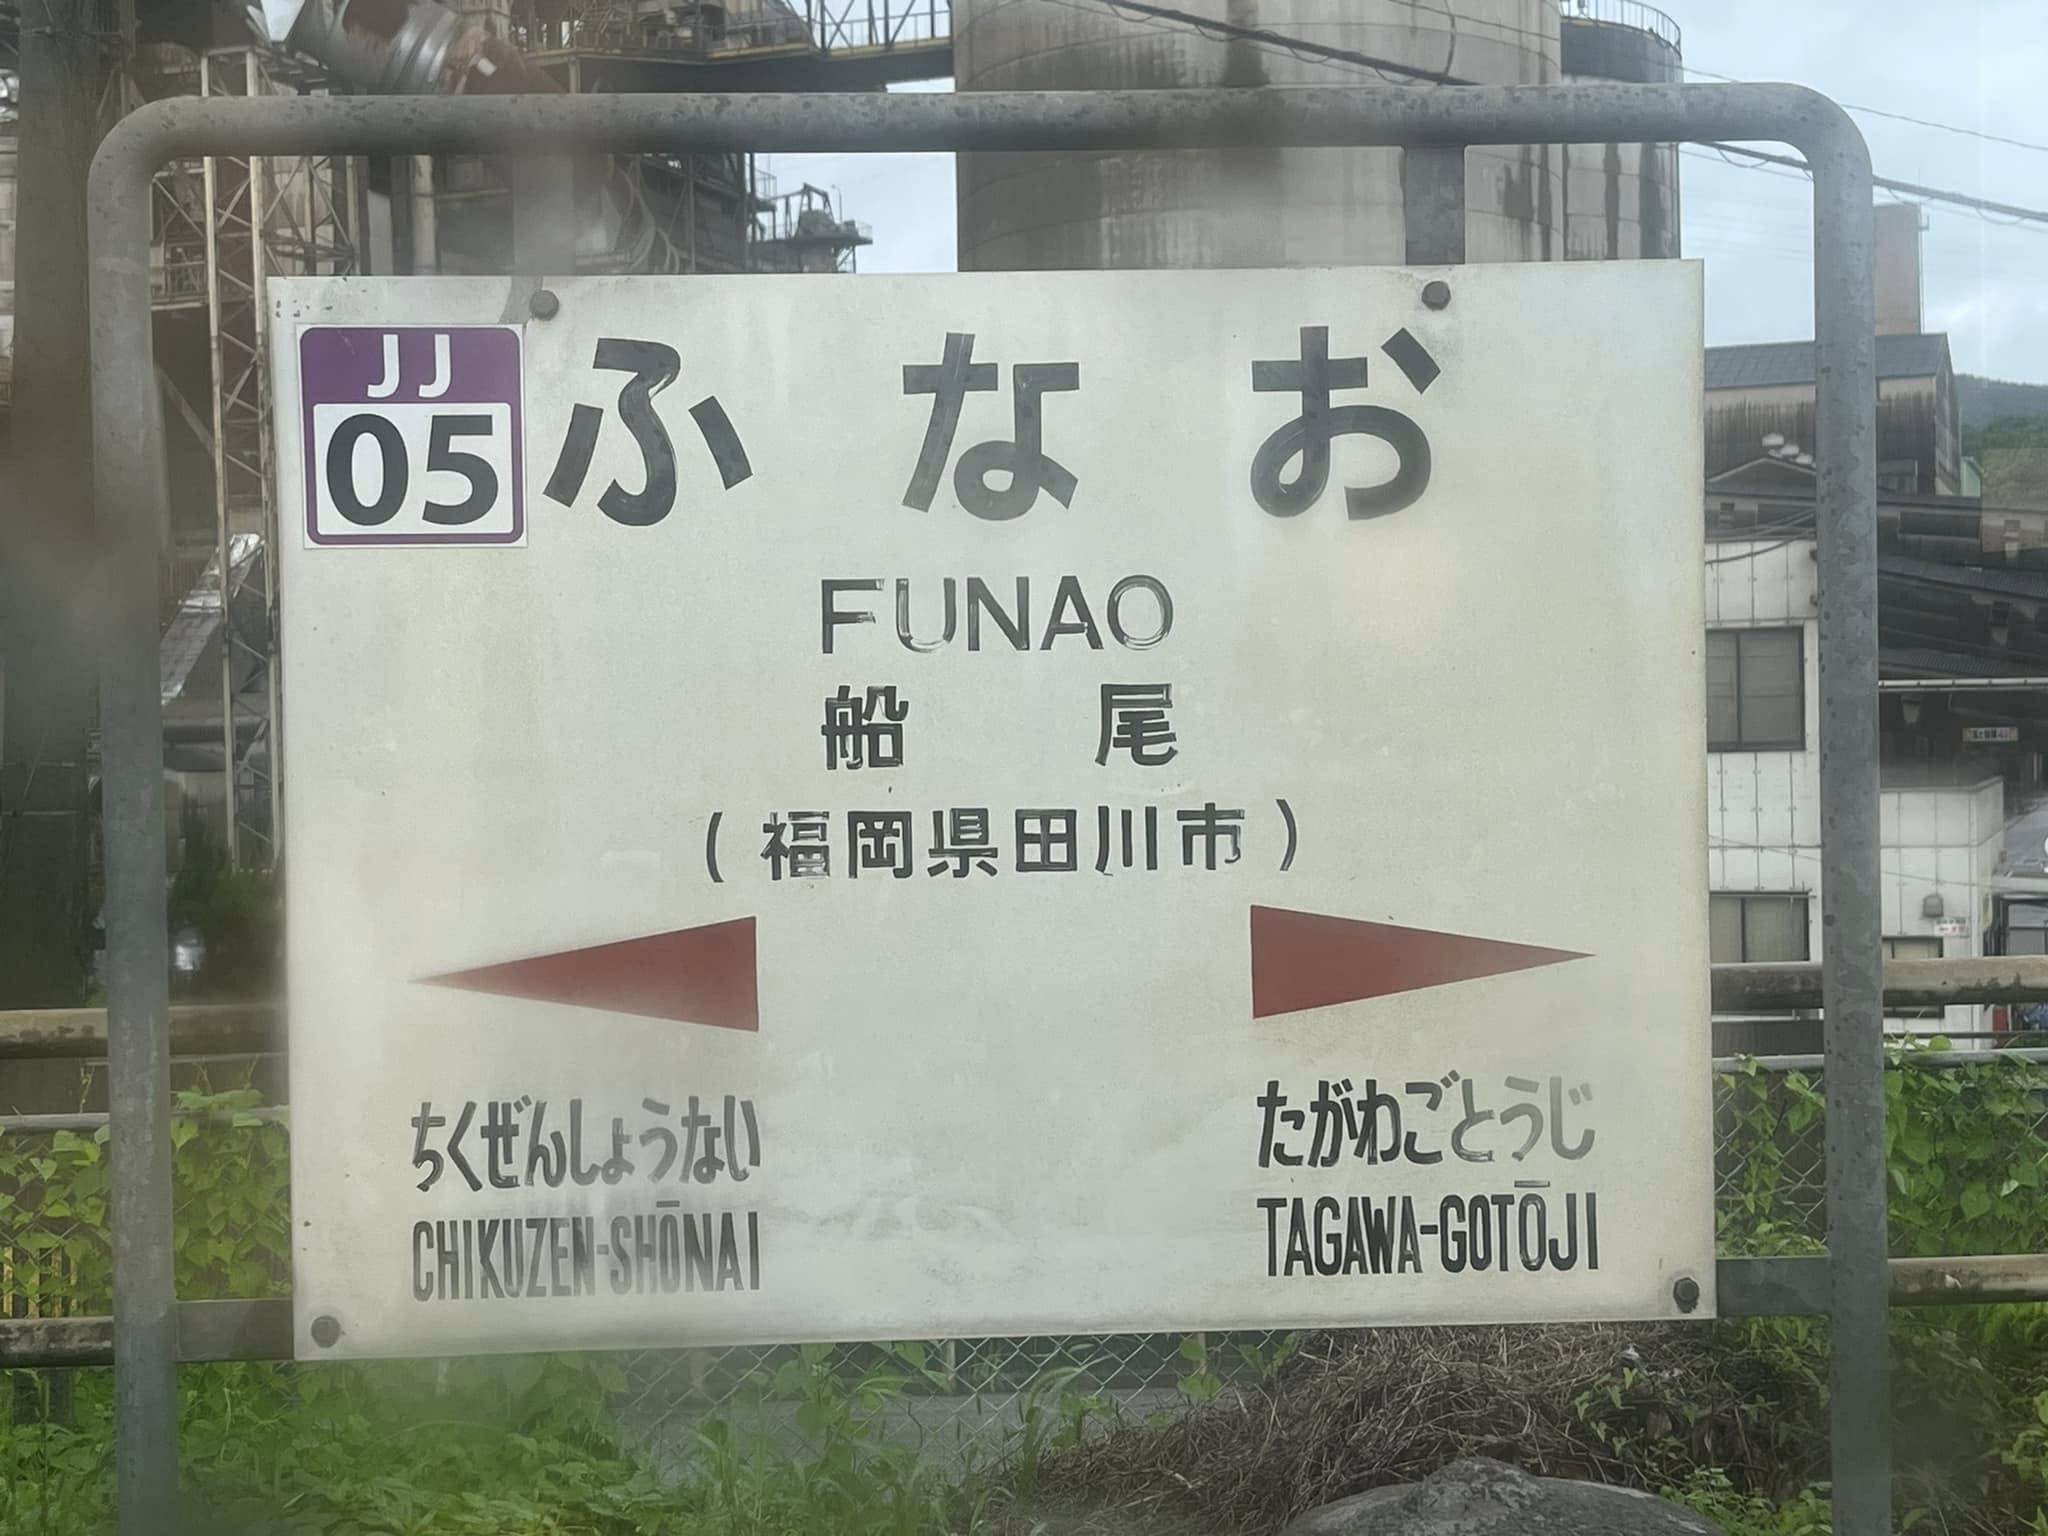 JJ
05
ふなお
FUNAO
船尾
(福岡県田川市)
ちくぜんしょうない
CHIKUZEN-SHŌNAI
たがわごとうじ
TAGAWA-GOTŌJI